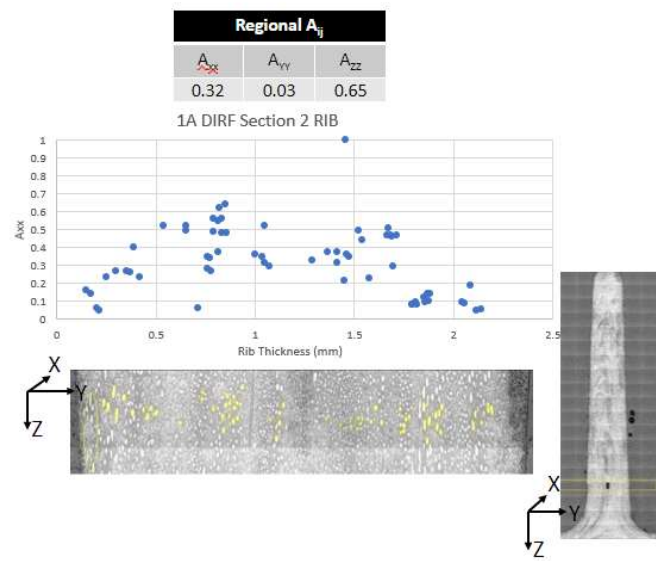 Regional Aij
Axx AYY AZZ
0.32 0.03 0.65
1A DIRF Section 2 RIB
1
0.9
0.8
0.7
0.6
0.5
0.4
0.3
0.2
0.1
0
Axx
0 0.5 1 1.5 2 2.5
Rib Thickness (mm)
X
Y
Z
X
Y
Z